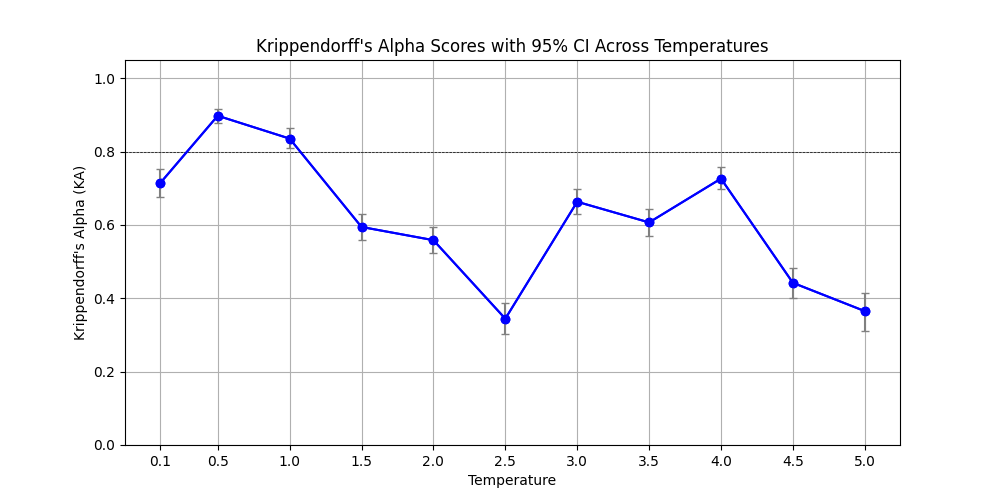 Krippendorff's Alpha Scores with 95% CI Across Temperatures
Krippendorff's Alpha (KA)
1.0
0.8
0.6
0.4
0.2
0.0
0.1 0.5 1.0 1.5 2.0 2.5 3.0 3.5 4.0 4.5 5.0
Temperature